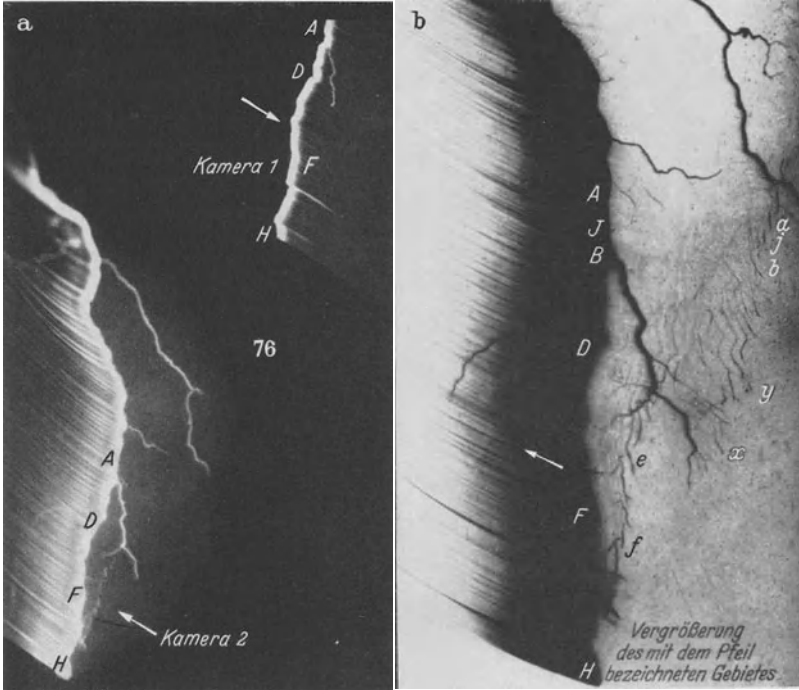 a
A
D
Kamera 1
F
H
76
A
D
F
Kamera 2
H
b
A
J
B
a
j
b
D
y
e
x
F
f
Vergrößerung
des mit dem Pfeil
bezeichneten Gebietes
H